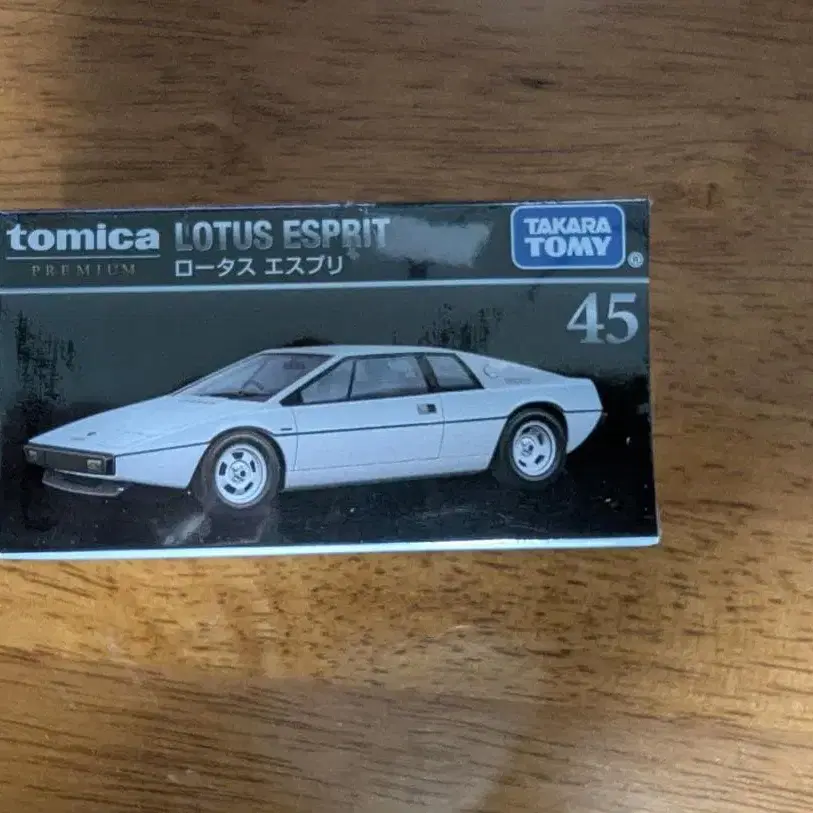 tomica
PREMIUM
LOTUS ESPRIT
ロータス エスプリ
TAKARA
TOMY
®
45